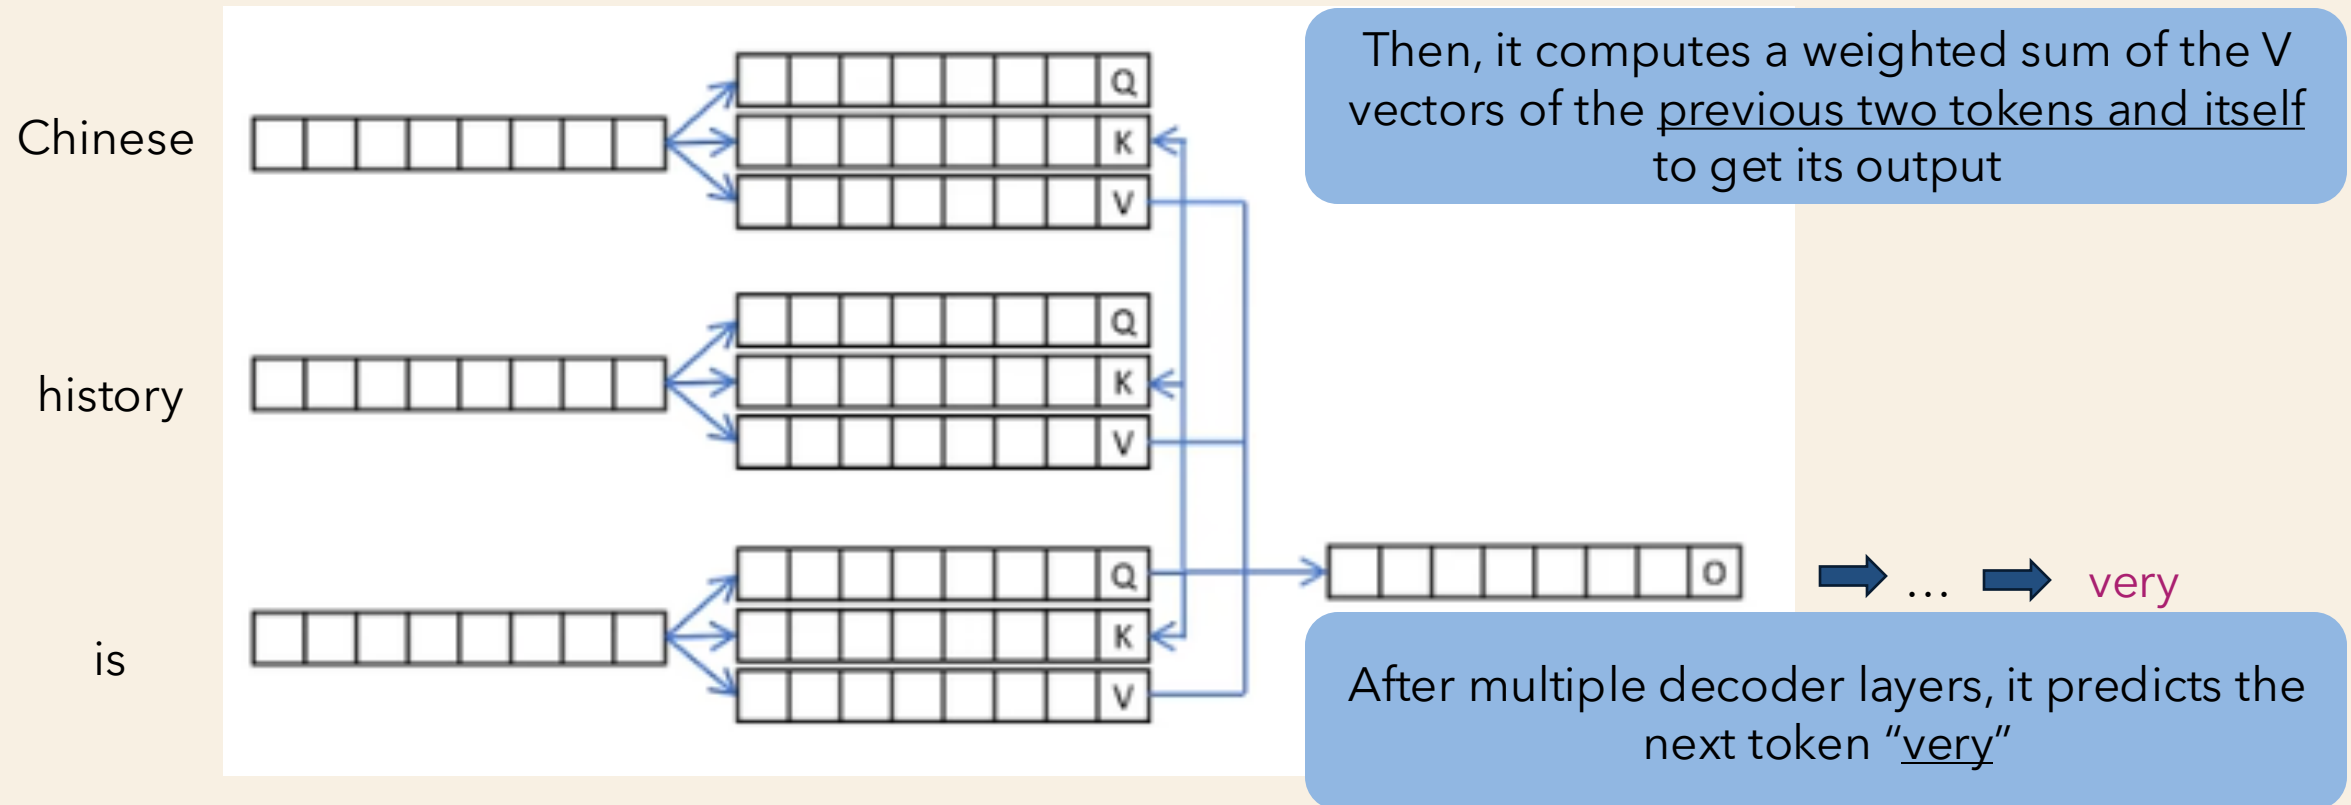 Chinese
Q
K
V
Then, it computes a weighted sum of the V
vectors of the previous two tokens and itself
to get its output
history
Q
K
V
is
Q
K
V
O
... very
After multiple decoder layers, it predicts the
next token “very”